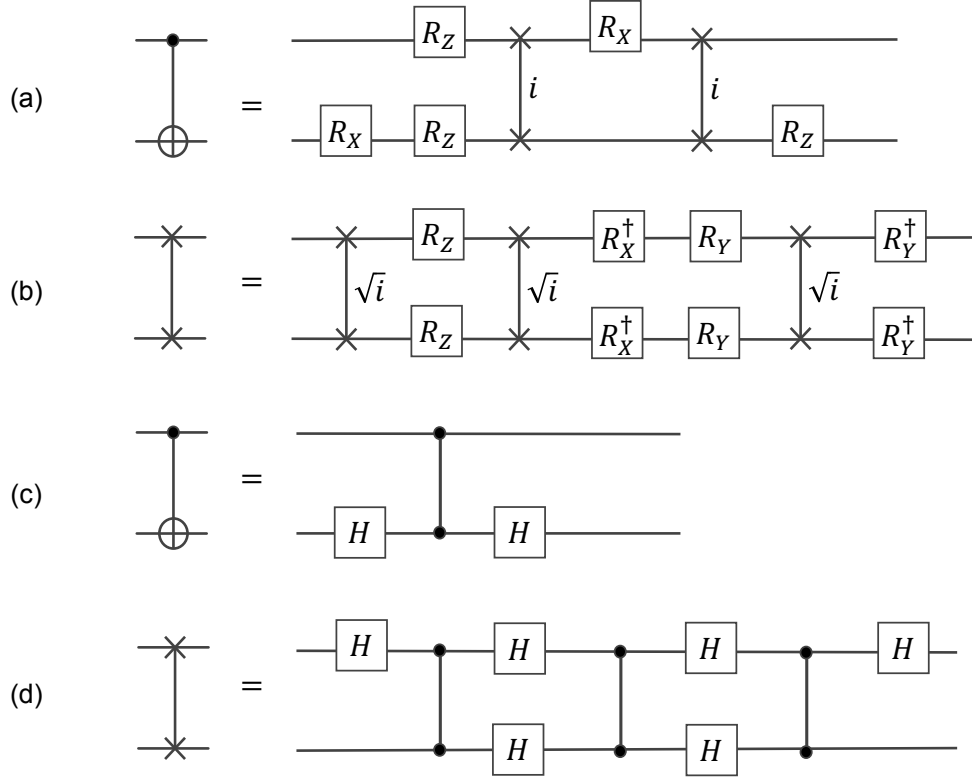 (a) = R_Z R_X
i i
R_X R_Z R_Z
(b) = R_Z R_X^† R_Y R_Y^†
√i √i √i
R_Z R_X^† R_Y R_Y^†
(c) =
H H
(d) = H H H H
H H